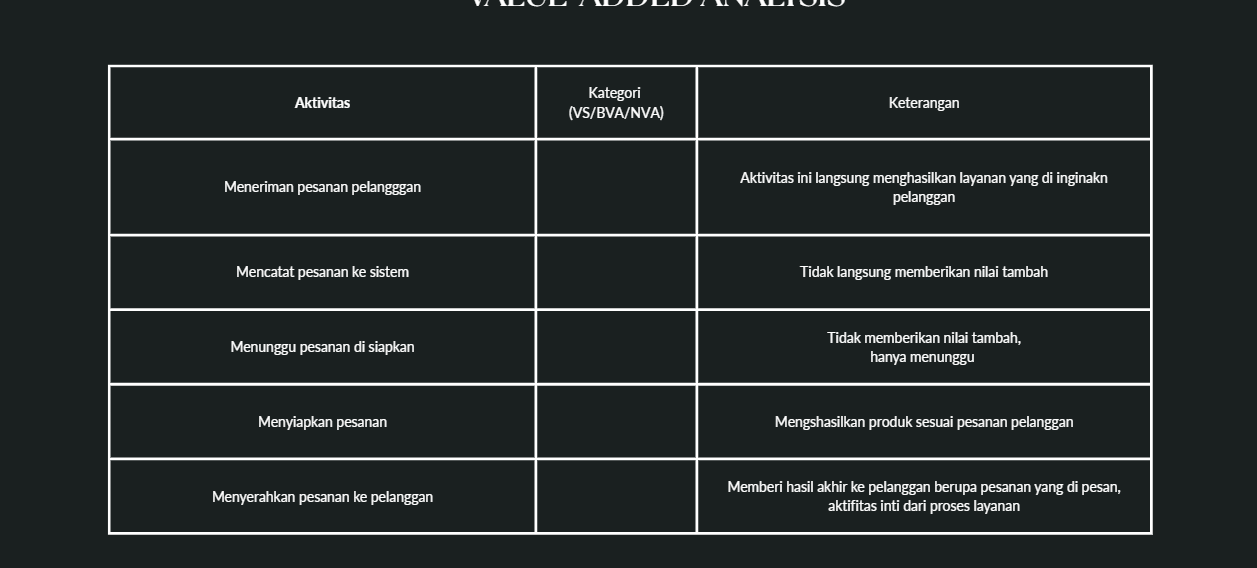 VALUE-ADDED ANALYSIS
Aktivitas
Kategori
(VS/BVA/NVA)
Keterangan
Meneriman pesanan pelangggan
Aktivitas ini langsung menghasilkan layanan yang di inginakn
pelanggan
Mencatat pesanan ke sistem
Tidak langsung memberikan nilai tambah
Menunggu pesanan di siapkan
Tidak memberikan nilai tambah,
hanya menunggu
Menyiapkan pesanan
Mengshasilkan produk sesuai pesanan pelanggan
Menyerahkan pesanan ke pelanggan
Memberi hasil akhir ke pelanggan berupa pesanan yang di pesan,
aktifitas inti dari proses layanan